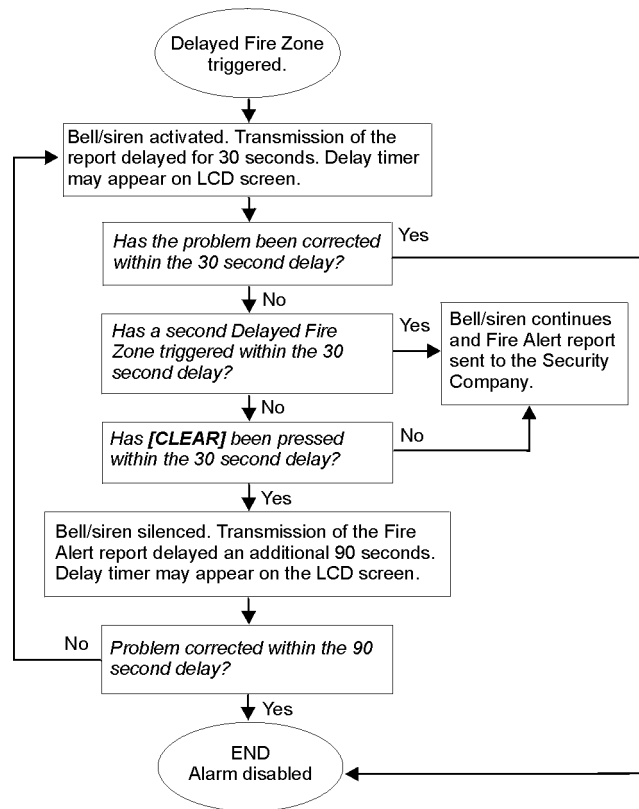 Delayed Fire Zone
triggered.
Bell/siren activated. Transmission of the
report delayed for 30 seconds. Delay timer
may appear on LCD screen.
Has the problem been corrected
within the 30 second delay?
Yes
No
Has a second Delayed Fire
Zone triggered within the 30
second delay?
Yes
Bell/siren continues
and Fire Alert report
sent to the Security
Company.
No
Has [CLEAR] been pressed
within the 30 second delay?
No
Yes
Bell/siren silenced. Transmission of the Fire
Alert report delayed an additional 90 seconds.
Delay timer may appear on the LCD screen.
No
Problem corrected within the 90
second delay?
Yes
END
Alarm disabled